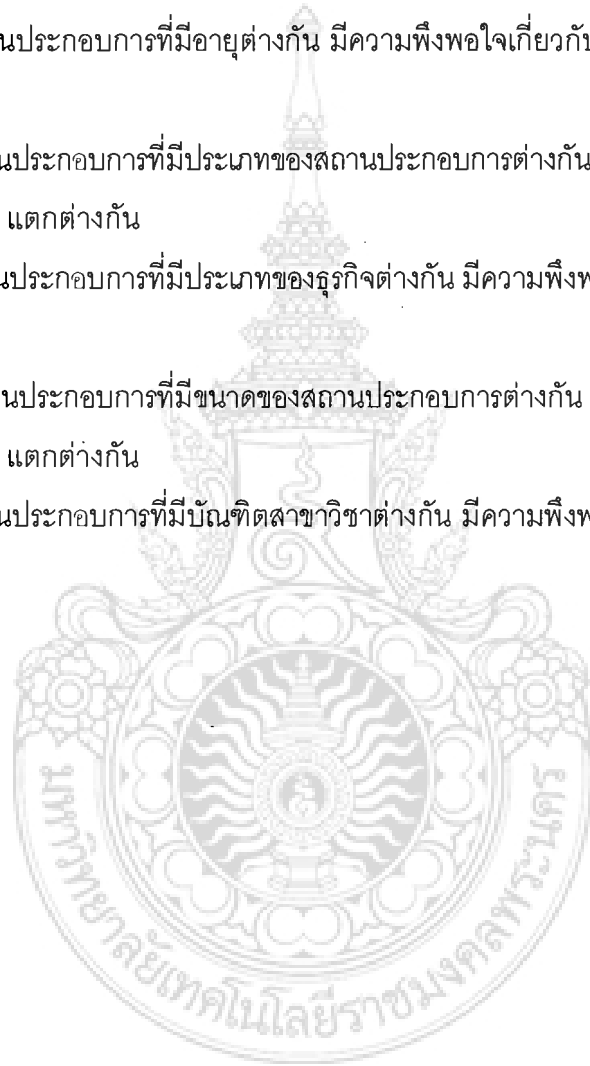 นประกอบการที่มีอายุต่างกัน มีความพึงพอใจเกี่ยวกับ
นประกอบการที่มีประเภทของสถานประกอบการต่างกัน
แตกต่างกัน
นประกอบการที่มีประเภทของธุรกิจต่างกัน มีความพึงพ
นประกอบการที่มีขนาดของสถานประกอบการต่างกัน
แตกต่างกัน
นประกอบการที่มีบัณฑิตสาขาวิชาต่างกัน มีความพึงพ
มหาวิทยาลัยเทคโนโลยีราชมงคลพระนคร